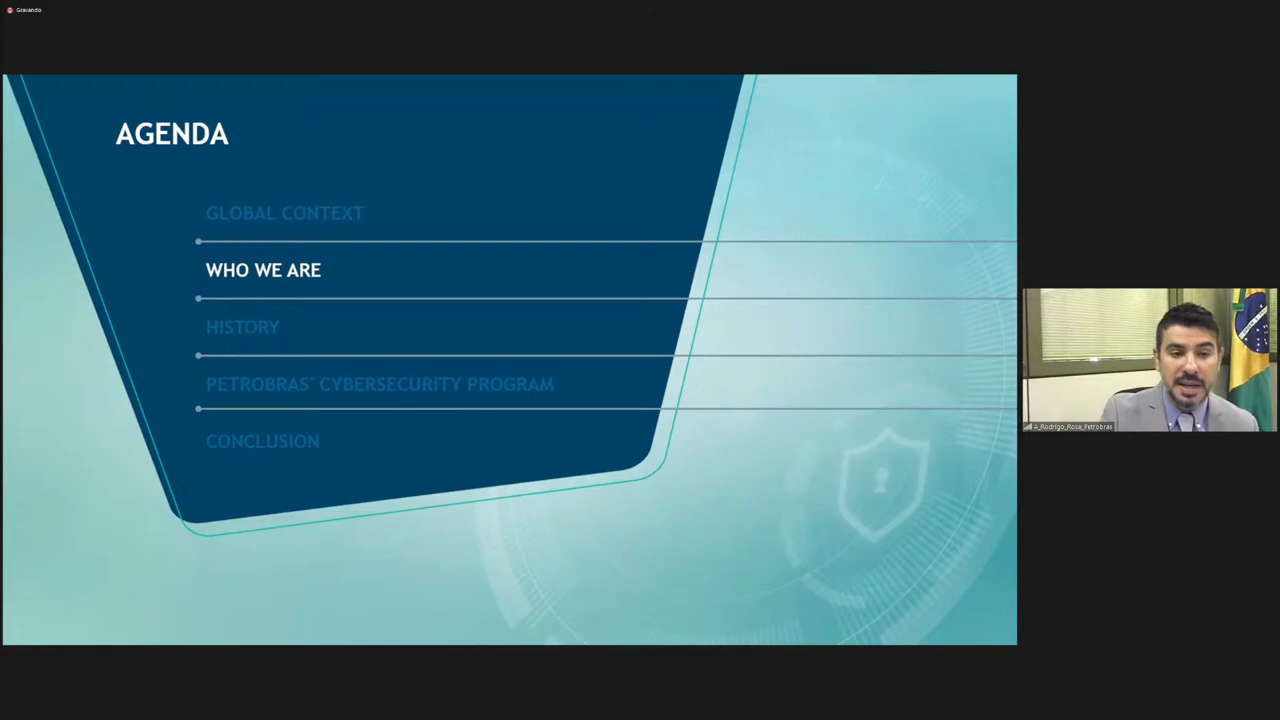 Gravando
AGENDA
GLOBAL CONTEXT
WHO WE ARE
HISTORY
PETROBRAS' CYBERSECURITY PROGRAM
CONCLUSION
A_Rodrigo_Rosa_Petrobras